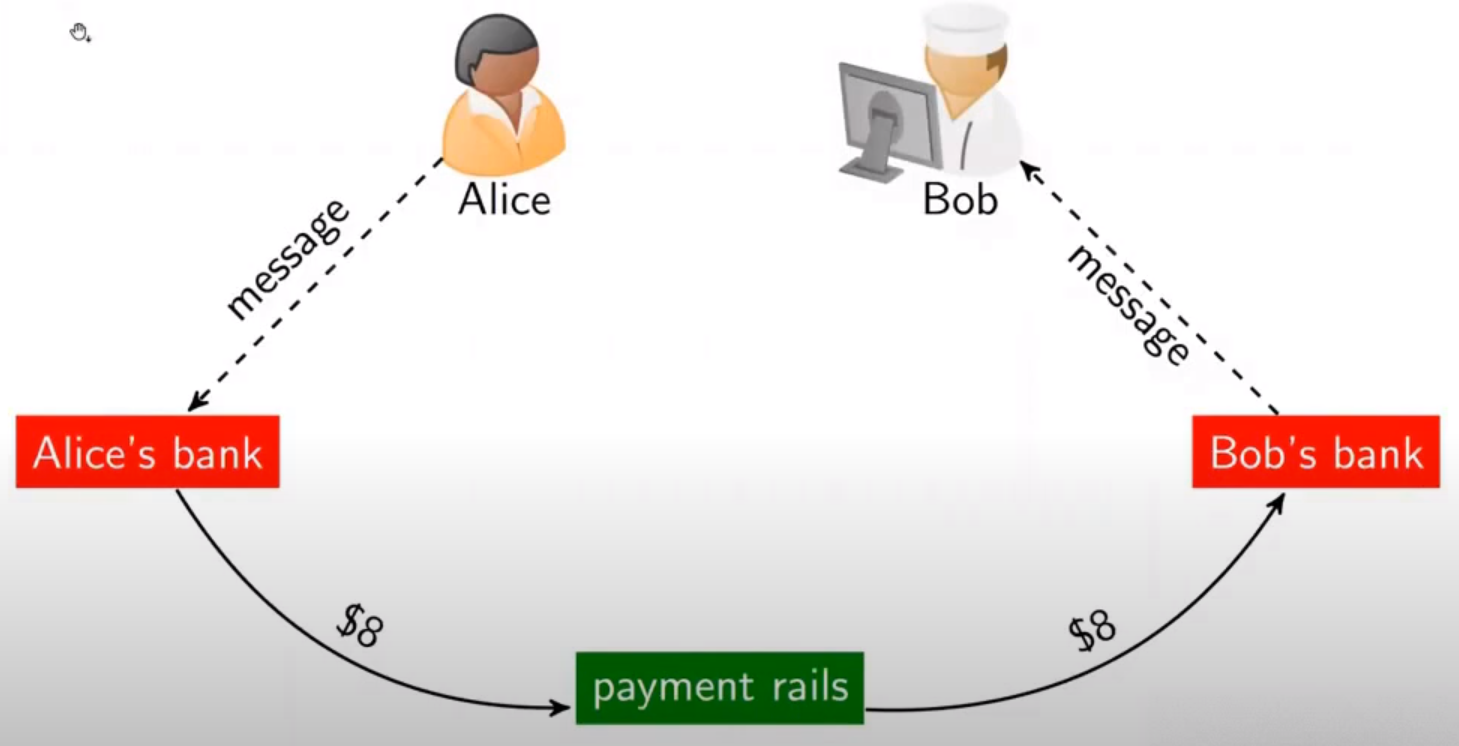 Alice
Bob
message
message
Alice's bank
Bob's bank
$8
$8
payment rails